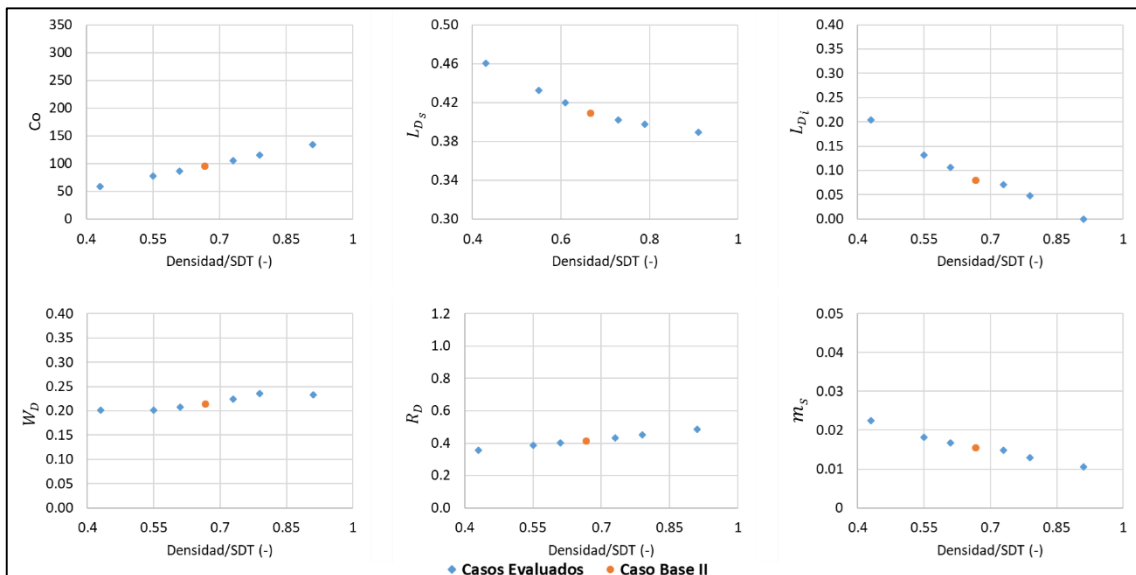 350
300
250
200
150
100
50
0
Co
0.4 0.55 0.7 0.85 1
Densidad/SDT (-)
0.46
0.42
0.38
0.34
0.30
L_{D_s}
0.4 0.6 0.8 1
Densidad/SDT (-)
0.40
0.35
0.30
0.25
0.20
0.15
0.10
0.05
0.00
L_{D_i}
0.4 0.55 0.7 0.85 1
Densidad/SDT (-)
0.40
0.35
0.30
0.25
0.20
0.15
0.10
0.05
0.00
W_D
0.4 0.55 0.7 0.85 1
Densidad/SDT (-)
1.2
1.0
0.8
0.6
0.4
0.2
0.0
R_D
0.4 0.55 0.7 0.85 1
Densidad/SDT (-)
0.05
0.04
0.03
0.02
0.01
0
m_s
0.4 0.55 0.7 0.85 1
Densidad/SDT (-)
Casos Evaluados Caso Base II